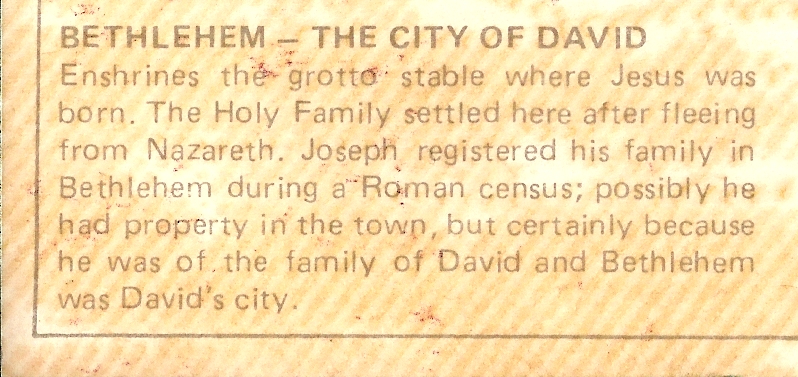 BETHLEHEM – THE CITY OF DAVID
Enshrines the grotto stable where Jesus was
born. The Holy Family settled here after fleeing
from Nazareth. Joseph registered his family in
Bethlehem during a Roman census; possibly he
had property in the town, but certainly because
he was of the family of David and Bethlehem
was David's city.